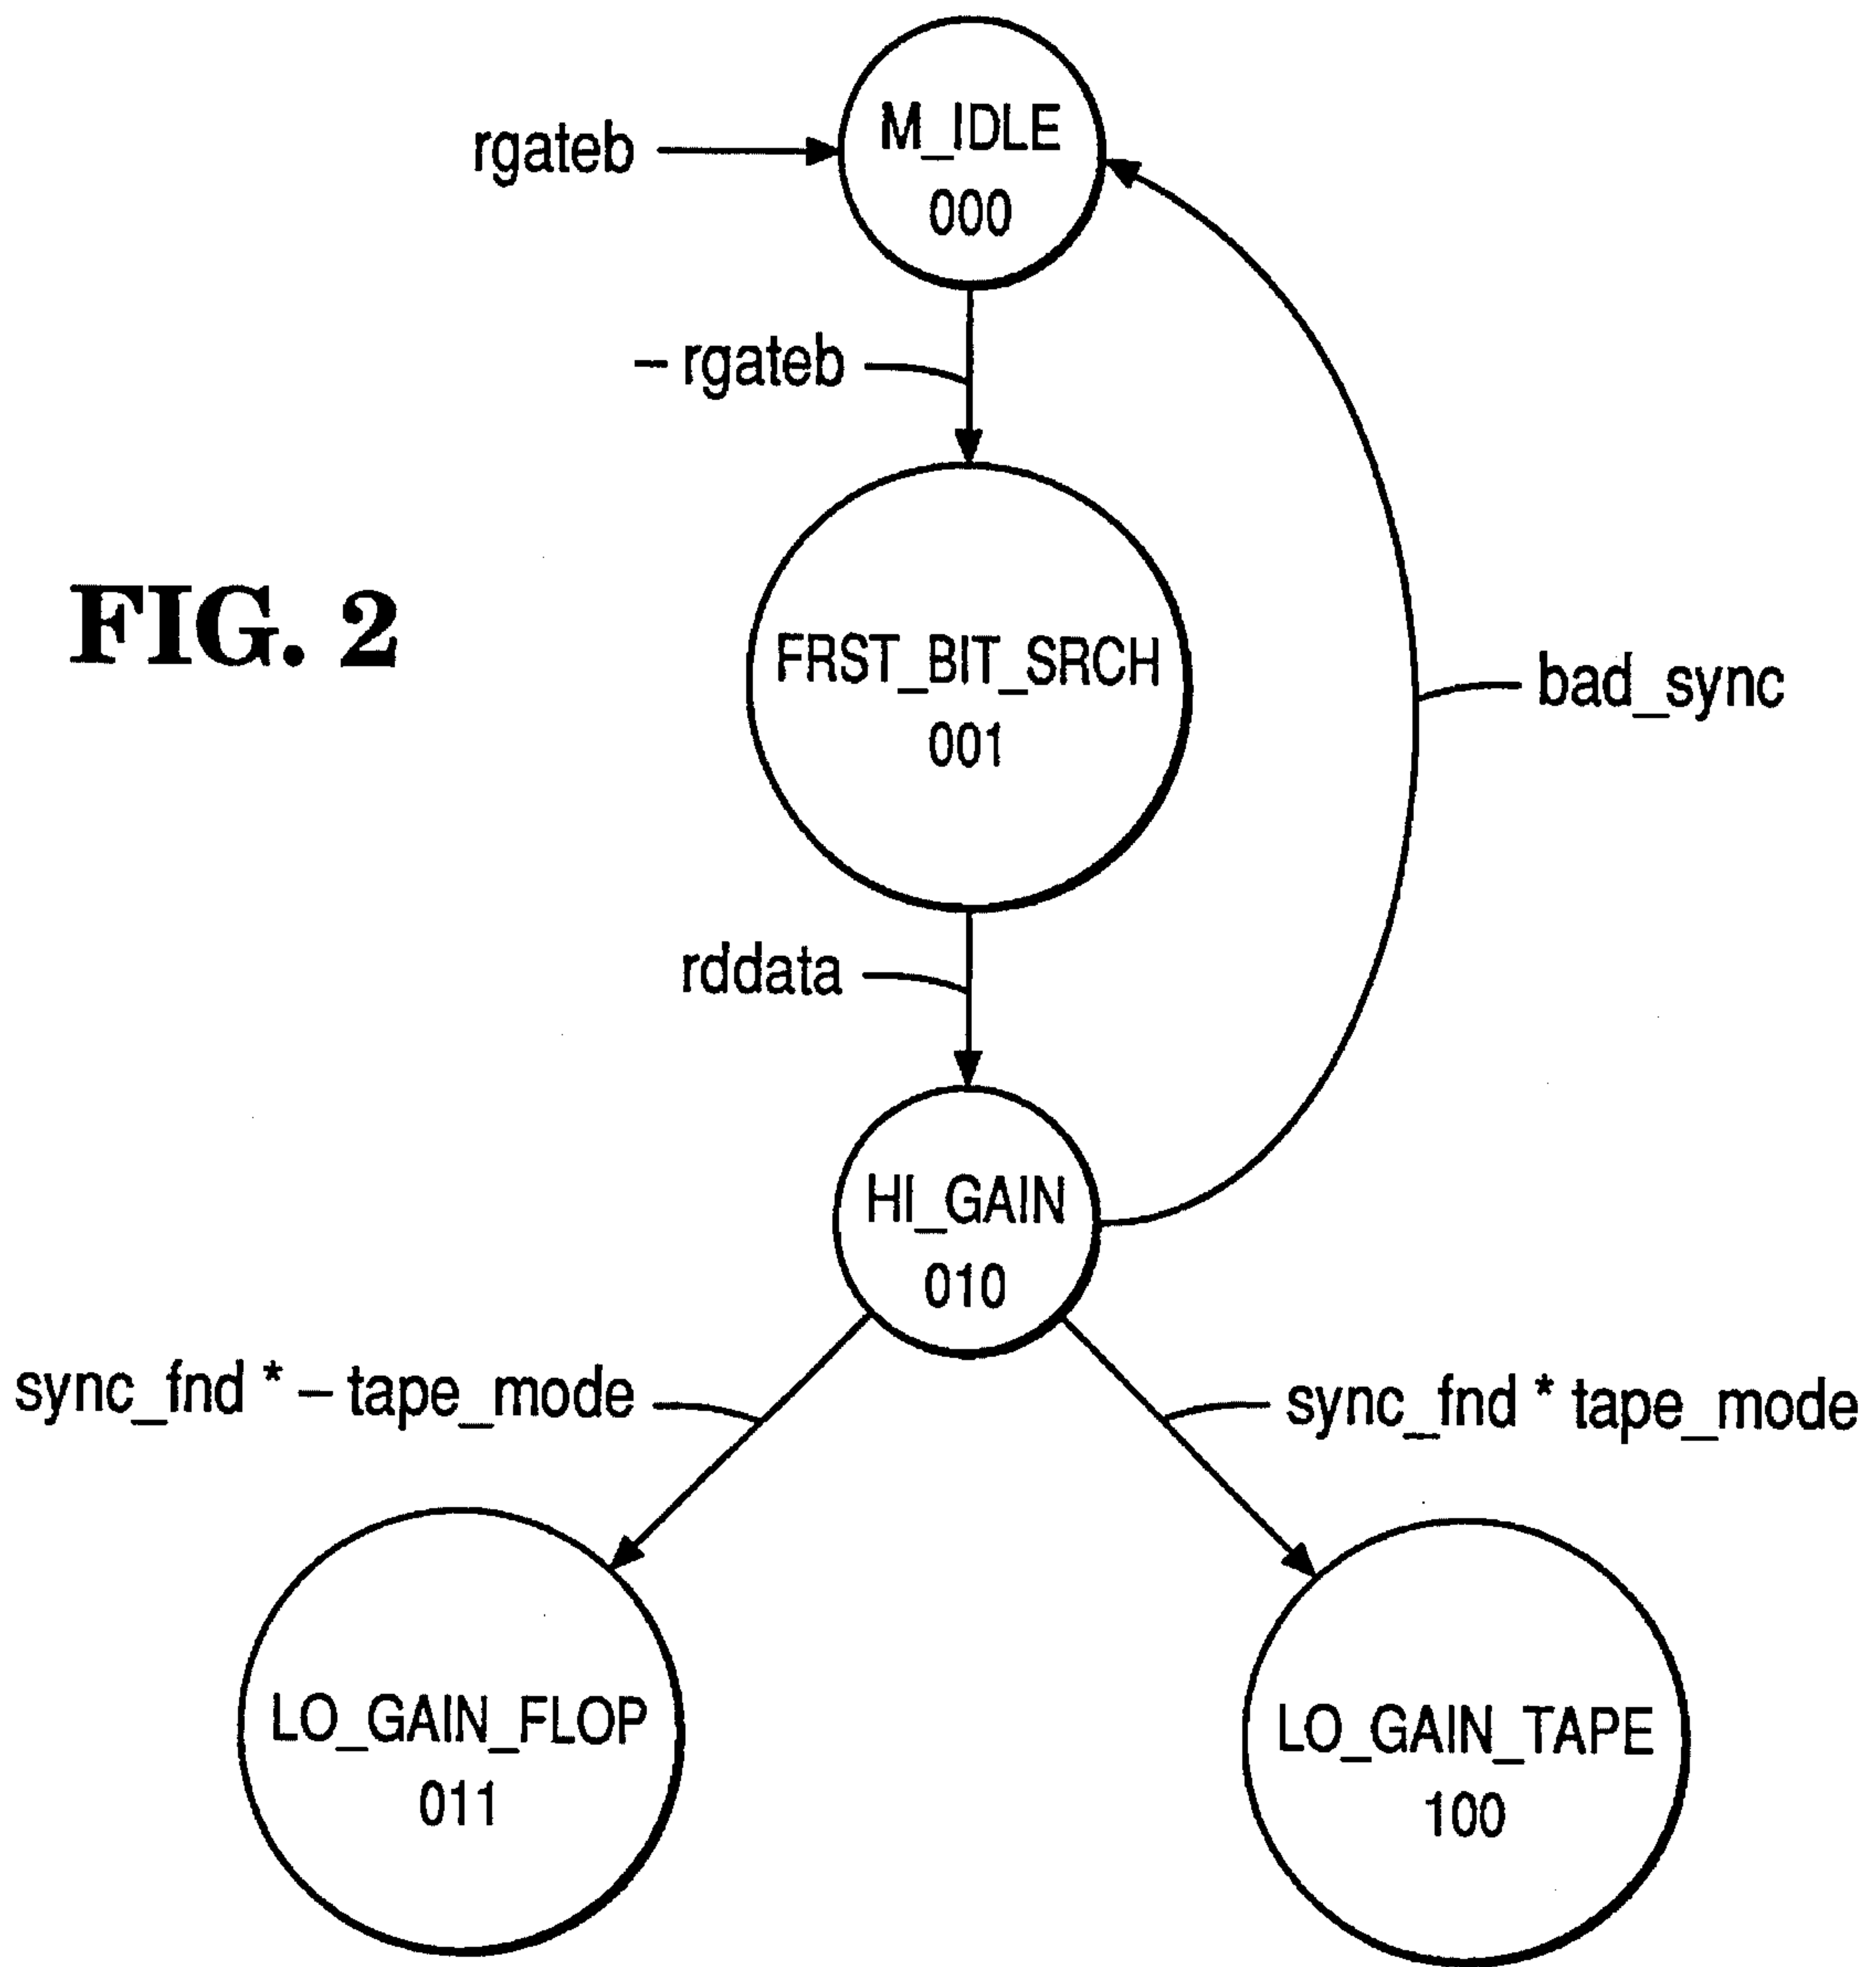 M_IDLE
000
rgateb
– rgateb
FIG. 2
FRST_BIT_SRCH
001
bad_sync
rddata
HI_GAIN
010
sync_fnd * – tape_mode
sync_fnd * tape_mode
LO_GAIN_FLOP
011
LO_GAIN_TAPE
100